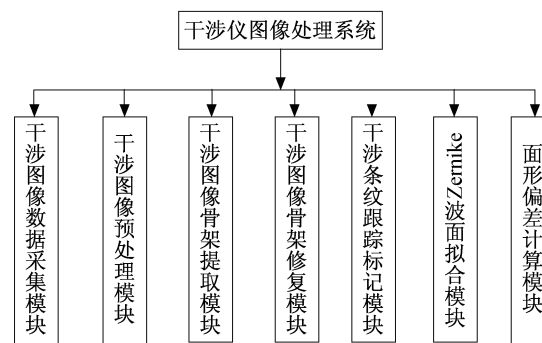 干涉仪图像处理系统
干涉图像数据采集模块
干涉图像预处理模块
干涉图像骨架提取模块
干涉图像骨架修复模块
干涉条纹跟踪标记模块
Zernike波面拟合模块
面形偏差计算模块